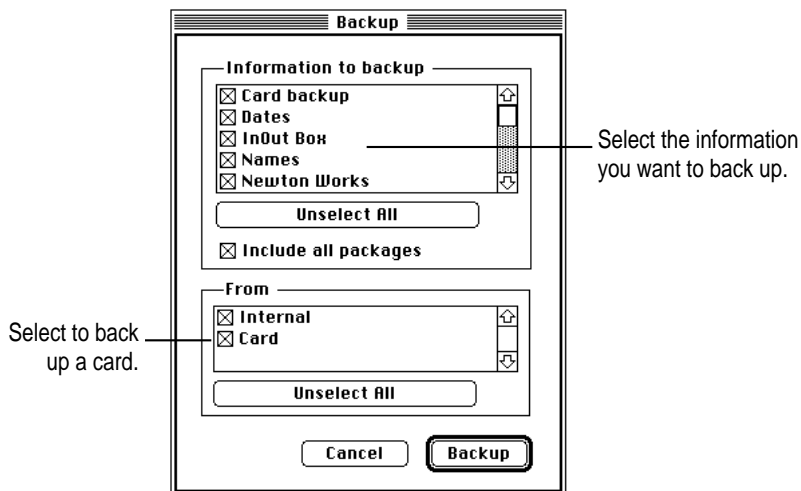 Backup
Information to backup
Card backup
Dates
InOut Box
Names
Newton Works
Select the information
you want to back up.
Unselect All
Include all packages
From
Internal
Card
Select to back
up a card.
Unselect All
Cancel
Backup